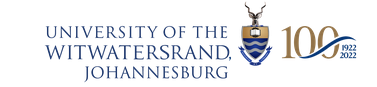 UNIVERSITY OF THE
WITWATERSRAND,
JOHANNESBURG
100
1922
2022